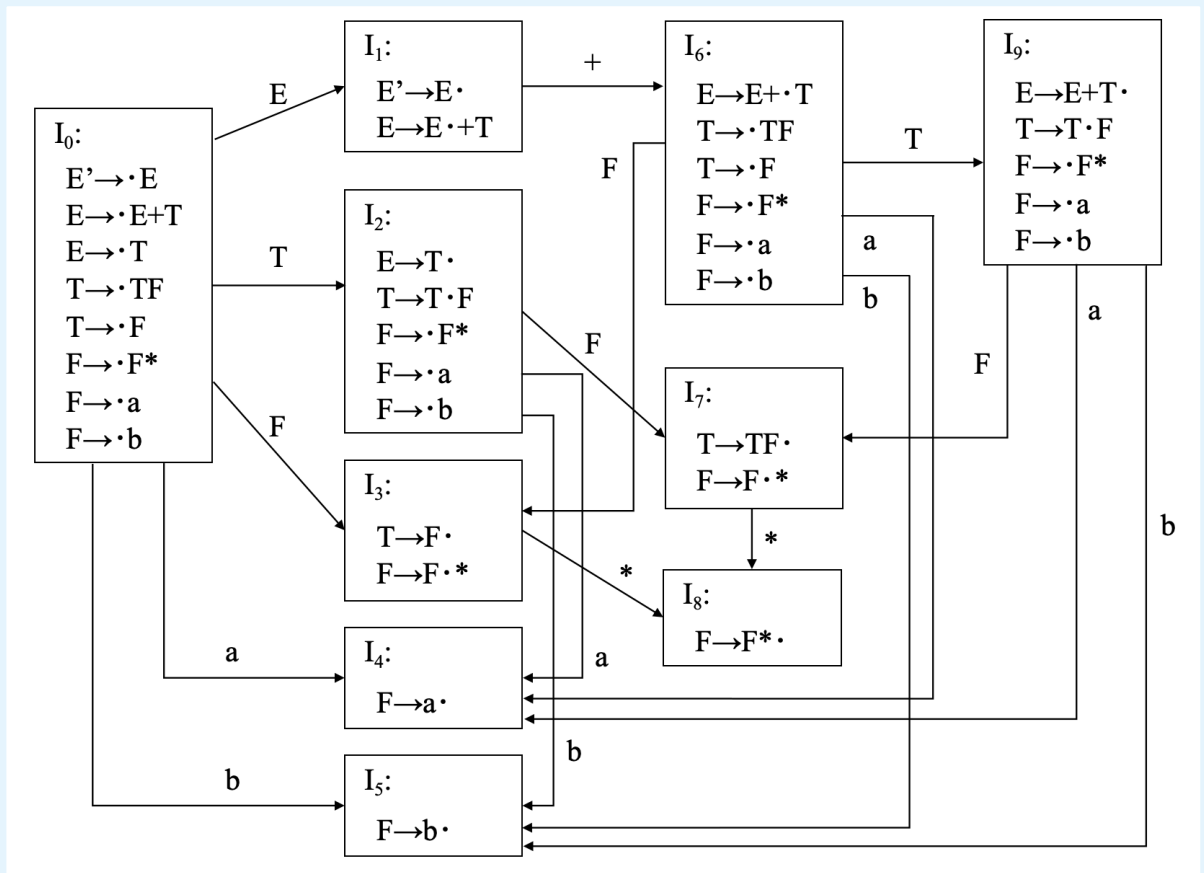 I₀:
E’→·E
E→·E+T
E→·T
T→·TF
T→·F
F→·F*
F→·a
F→·b
E
T
F
a
b
I₁:
E’→E·
E→E·+T
I₂:
E→T·
T→T·F
F→·F*
F→·a
F→·b
I₃:
T→F·
F→F·*
I₄:
F→a·
I₅:
F→b·
+
F
F
*
a
b
I₆:
E→E+·T
T→·TF
T→·F
F→·F*
F→·a
F→·b
I₇:
T→TF·
F→F·*
*
I₈:
F→F*·
T
a
b
I₉:
E→E+T·
T→T·F
F→·F*
F→·a
F→·b
F
a
b